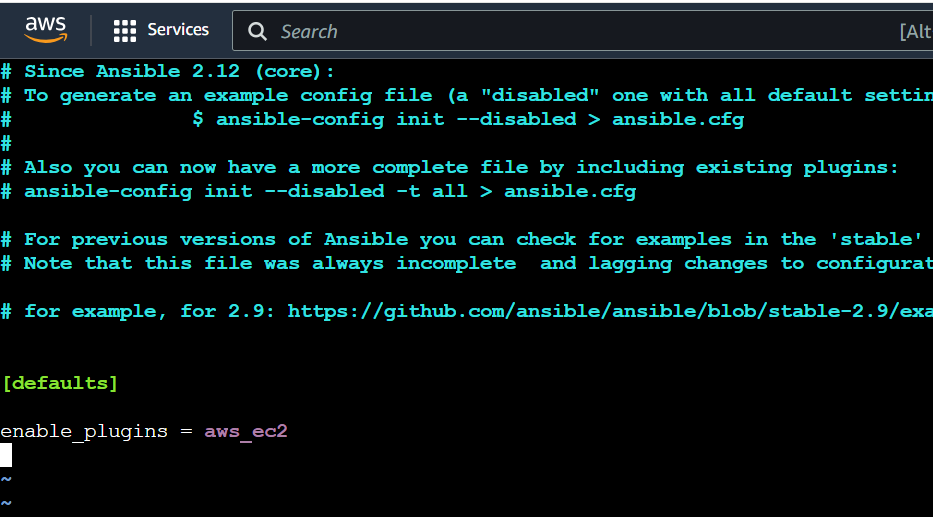 aws
Services
Search
[Alt
# Since Ansible 2.12 (core):
# To generate an example config file (a "disabled" one with all default settin
#               $ ansible-config init --disabled > ansible.cfg
#
# Also you can now have a more complete file by including existing plugins:
# ansible-config init --disabled -t all > ansible.cfg
# For previous versions of Ansible you can check for examples in the 'stable'
# Note that this file was always incomplete  and lagging changes to configurat
# for example, for 2.9: https://github.com/ansible/ansible/blob/stable-2.9/exa
[defaults]
enable_plugins = aws_ec2
~
~